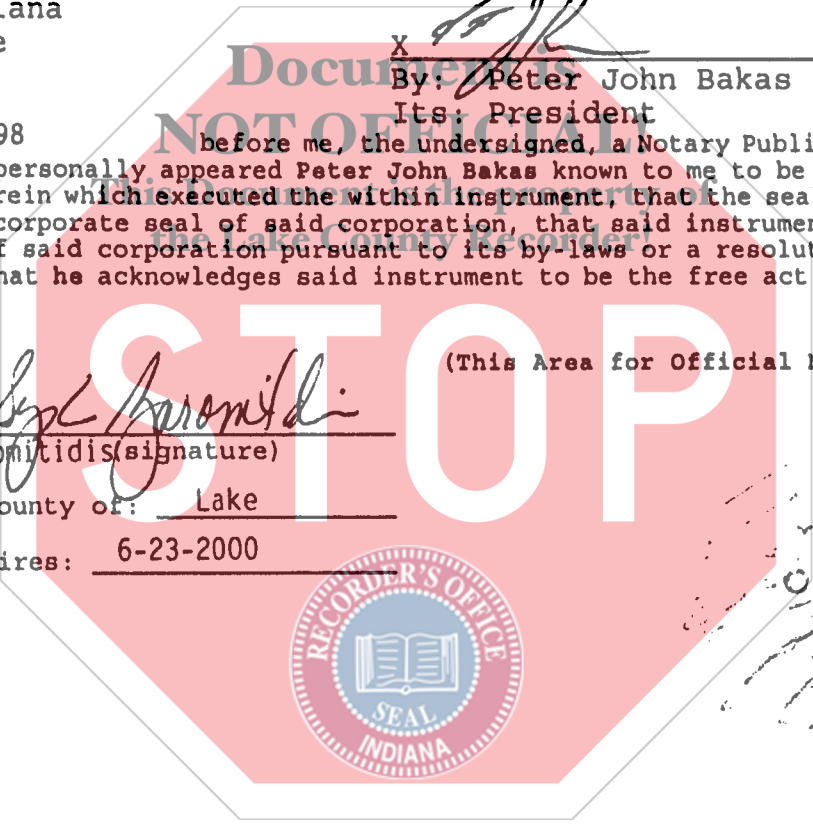 iana
e
X
By: Peter John Bakas
Its: President
98 before me, the undersigned, a Notary Publi
personally appeared Peter John Bakas known to me to be
rein which executed the within instrument, that the seal
corporate seal of said corporation, that said instrumen
f said corporation pursuant to its by-laws or a resolut
hat he acknowledges said instrument to be the free act
(This Area for Official N
omitidis(signature)
ounty of: Lake
ires: 6-23-2000
Document is
NOT OFFICIAL!
This Document is the property of
the Lake County Recorder!
STOP
RECORDER'S OFFICE
SEAL
INDIANA